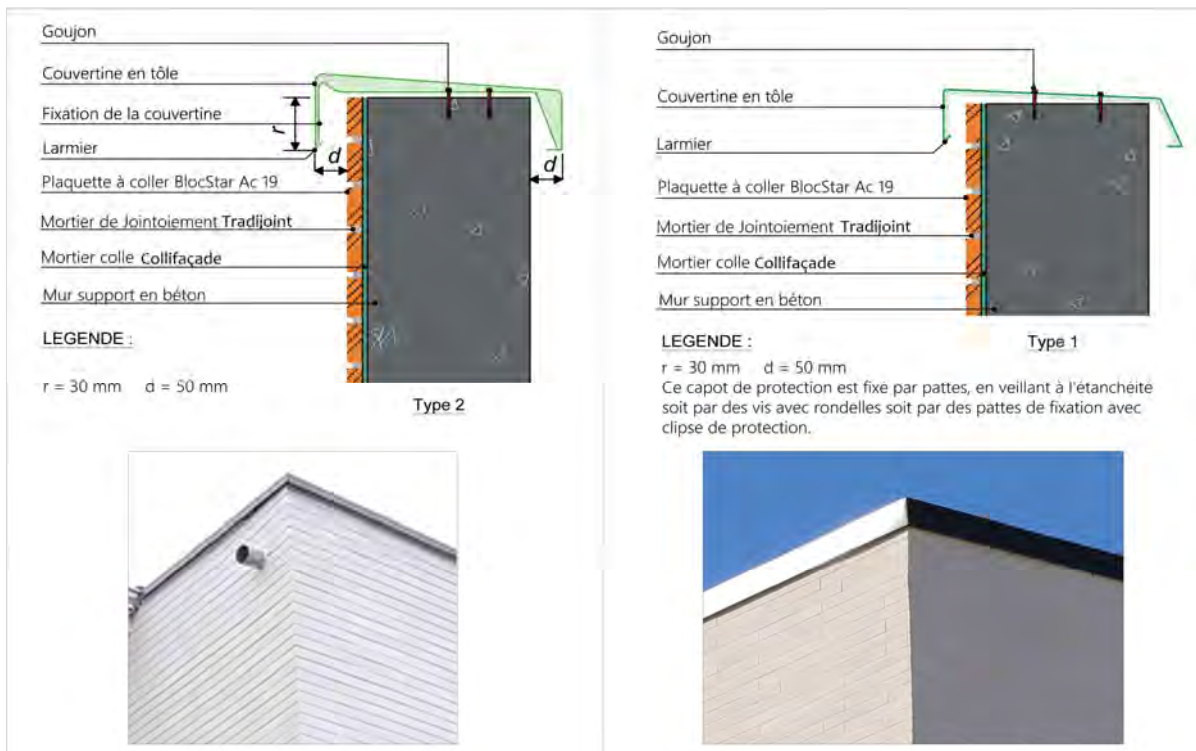 Goujon
Couvertine en tôle
Fixation de la couvertine
Larmier
Plaquette à coller BlocStar Ac 19
Mortier de Jointoiement Tradijoint
Mortier colle Collifaçade
Mur support en béton
r
d
d
LEGENDE :
r = 30 mm d = 50 mm
Type 2
Goujon
Couvertine en tôle
Larmier
Plaquette à coller BlocStar Ac 19
Mortier de Jointoiement Tradijoint
Mortier colle Collifaçade
Mur support en béton
LEGENDE :
Type 1
r = 30 mm d = 50 mm
Ce capot de protection est fixe par pattes, en veillant à l'étanchéité
soit par des vis avec rondelles soit par des pattes de fixation avec
clipse de protection.